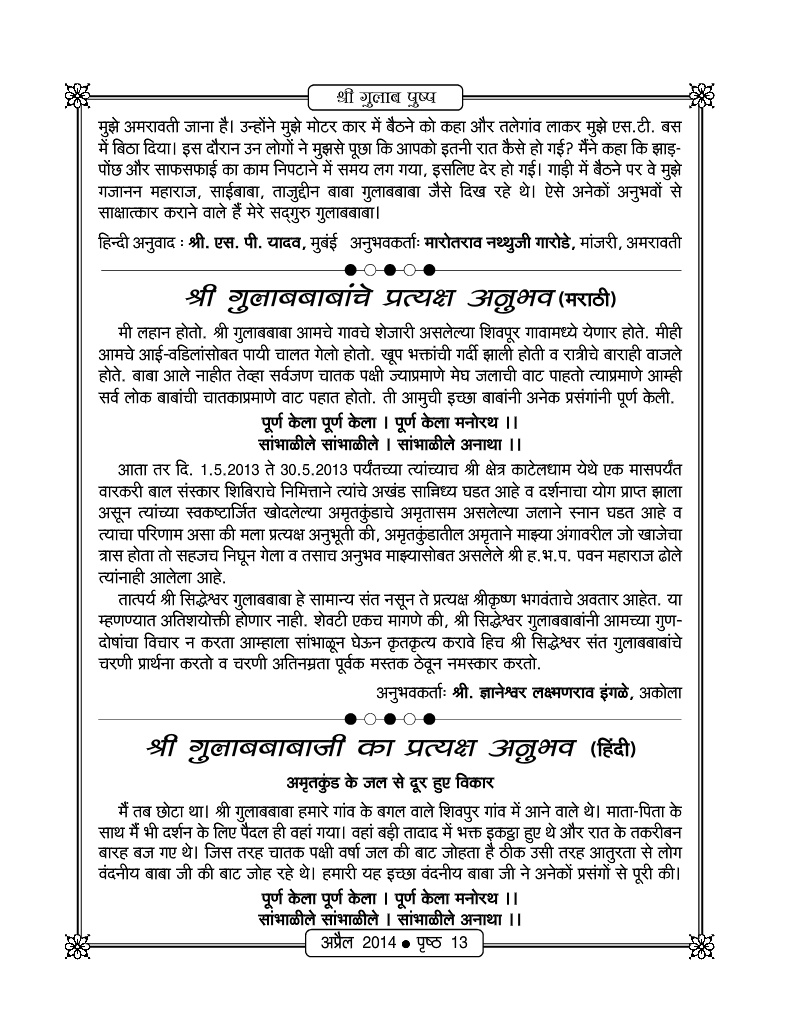 श्री गुलाब पुष्प
मुझे अमरावती जाना है। उन्होंने मुझे मोटर कार में बैठने को कहा और तलेगांव लाकर मुझे एस.टी. बस
में बिठा दिया। इस दौरान उन लोगों ने मुझसे पूछा कि आपको इतनी रात कैसे हो गई? मैंने कहा कि झाड़-
पोंछ और साफसफाई का काम निपटाने में समय लग गया, इसलिए देर हो गई। गाड़ी में बैठने पर वे मुझे
गजानन महाराज, साईबाबा, ताजुद्दीन बाबा गुलाबबाबा जैसे दिख रहे थे। ऐसे अनेकों अनुभवों से
साक्षात्कार कराने वाले हैं मेरे सद्‌गुरु गुलाबबाबा।
हिन्दी अनुवाद : श्री. एस. पी. यादव, मुबंई अनुभवकर्ताः मारोतराव नथ्थुजी गारोडे, मांजरी, अमरावती
श्री गुलाबबाबांचे प्रत्यक्ष अनुभव (मराठी)
मी लहान होतो. श्री गुलाबबाबा आमचे गावचे शेजारी असलेल्या शिवपूर गावामध्ये येणार होते. मीही
आमचे आई-वडिलांसोबत पायी चालत गेलो होतो. खूप भक्तांची गर्दी झाली होती व रात्रीचे बाराही वाजले
होते. बाबा आले नाहीत तेव्हा सर्वजण चातक पक्षी ज्याप्रमाणे मेघ जलाची वाट पाहतो त्याप्रमाणे आम्ही
सर्व लोक बाबांची चातकाप्रमाणे वाट पहात होतो. ती आमुची इच्छा बाबांनी अनेक प्रसंगांनी पूर्ण केली.
पूर्ण केला पूर्ण केला । पूर्ण केला मनोरथ ।।
सांभाळीले सांभाळीले । सांभाळीले अनाथा ।।
आता तर दि. 1.5.2013 ते 30.5.2013 पर्यंतच्या त्यांच्याच श्री क्षेत्र काटेलधाम येथे एक मासपर्यंत
वारकरी बाल संस्कार शिबिराचे निमित्ताने त्यांचे अखंड सान्निध्य घडत आहे व दर्शनाचा योग प्राप्त झाला
असून त्यांच्या स्वकष्टार्जित खोदलेल्या अमृतकुंडाचे अमृतासम असलेल्या जलाने स्नान घडत आहे व
त्याचा परिणाम असा की मला प्रत्यक्ष अनुभूती की, अमृतकुंडातील अमृताने माझ्या अंगावरील जो खाजेचा
त्रास होता तो सहजच निघून गेला व तसाच अनुभव माझ्यासोबत असलेले श्री ह.भ.प. पवन महाराज ढोले
त्यांनाही आलेला आहे.
तात्पर्य श्री सिद्धेश्वर गुलाबबाबा हे सामान्य संत नसून ते प्रत्यक्ष श्रीकृष्ण भगवंताचे अवतार आहेत. या
म्हणण्यात अतिशयोक्ती होणार नाही. शेवटी एकच मागणे की, श्री सिद्धेश्वर गुलाबबाबांनी आमच्या गुण-
दोषांचा विचार न करता आम्हाला सांभाळून घेऊन कृतकृत्य करावे हिच श्री सिद्धेश्वर संत गुलाबबाबांचे
चरणी प्रार्थना करतो व चरणी अतिनम्रता पूर्वक मस्तक ठेवून नमस्कार करतो.
अनुभवकर्ताः श्री. ज्ञानेश्वर लक्ष्मणराव इंगळे, अकोला
श्री गुलाबबाबाजी का प्रत्यक्ष अनुभव (हिंदी)
अमृतकुंड के जल से दूर हुए विकार
मैं तब छोटा था। श्री गुलाबबाबा हमारे गांव के बगल वाले शिवपुर गांव में आने वाले थे। माता-पिता के
साथ मैं भी दर्शन के लिए पैदल ही वहां गया। वहां बड़ी तादाद में भक्त इकठ्ठा हुए थे और रात के तकरीबन
बारह बज गए थे। जिस तरह चातक पक्षी वर्षा जल की बाट जोहता है ठीक उसी तरह आतुरता से लोग
वंदनीय बाबा जी की बाट जोह रहे थे। हमारी यह इच्छा वंदनीय बाबा जी ने अनेकों प्रसंगों से पूरी की।
पूर्ण केला पूर्ण केला । पूर्ण केला मनोरथ ।।
सांभाळीले सांभाळीले । सांभाळीले अनाथा ।।
अप्रैल 2014 ● पृष्ठ 13